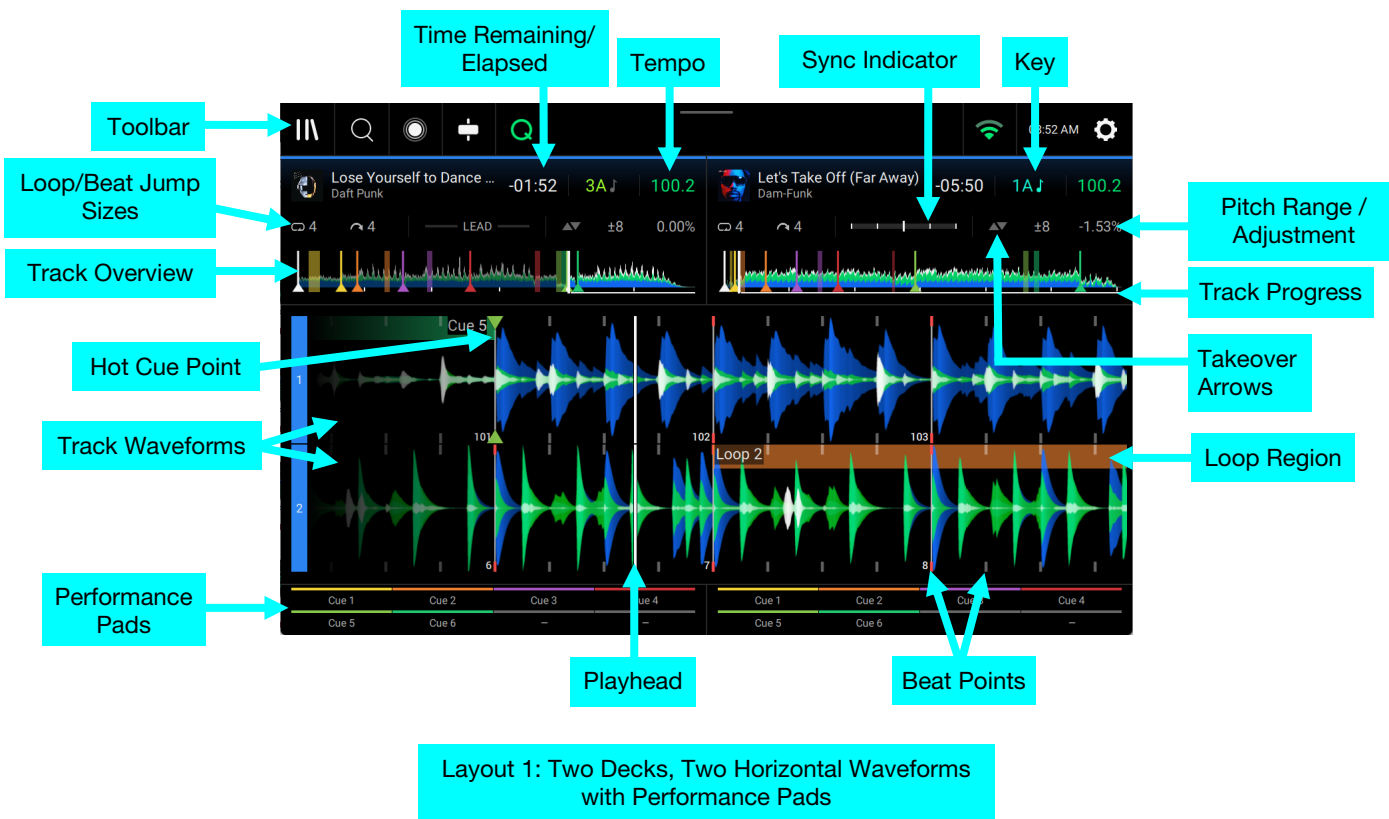 Time Remaining/
Elapsed
Tempo
Sync Indicator
Key
Toolbar
:52 AM
Loop/Beat Jump
Sizes
Lose Yourself to Dance ...
Daft Punk
-01:52
3A
100.2
Let's Take Off (Far Away)
Dam-Funk
-05:50
1A
100.2
4
4
LEAD
±8
0.00%
4
4
±8
-1.53%
Pitch Range /
Adjustment
Track Overview
Track Progress
Hot Cue Point
Cue 5
1
101
102
103
Takeover
Arrows
Track Waveforms
Loop 2
Loop Region
2
6
7
8
Performance
Pads
Cue 1
Cue 2
Cue 3
Cue 4
Cue 5
Cue 6
–
–
Cue 1
Cue 2
Cue 3
Cue 4
Cue 5
Cue 6
–
Playhead
Beat Points
Layout 1: Two Decks, Two Horizontal Waveforms
with Performance Pads